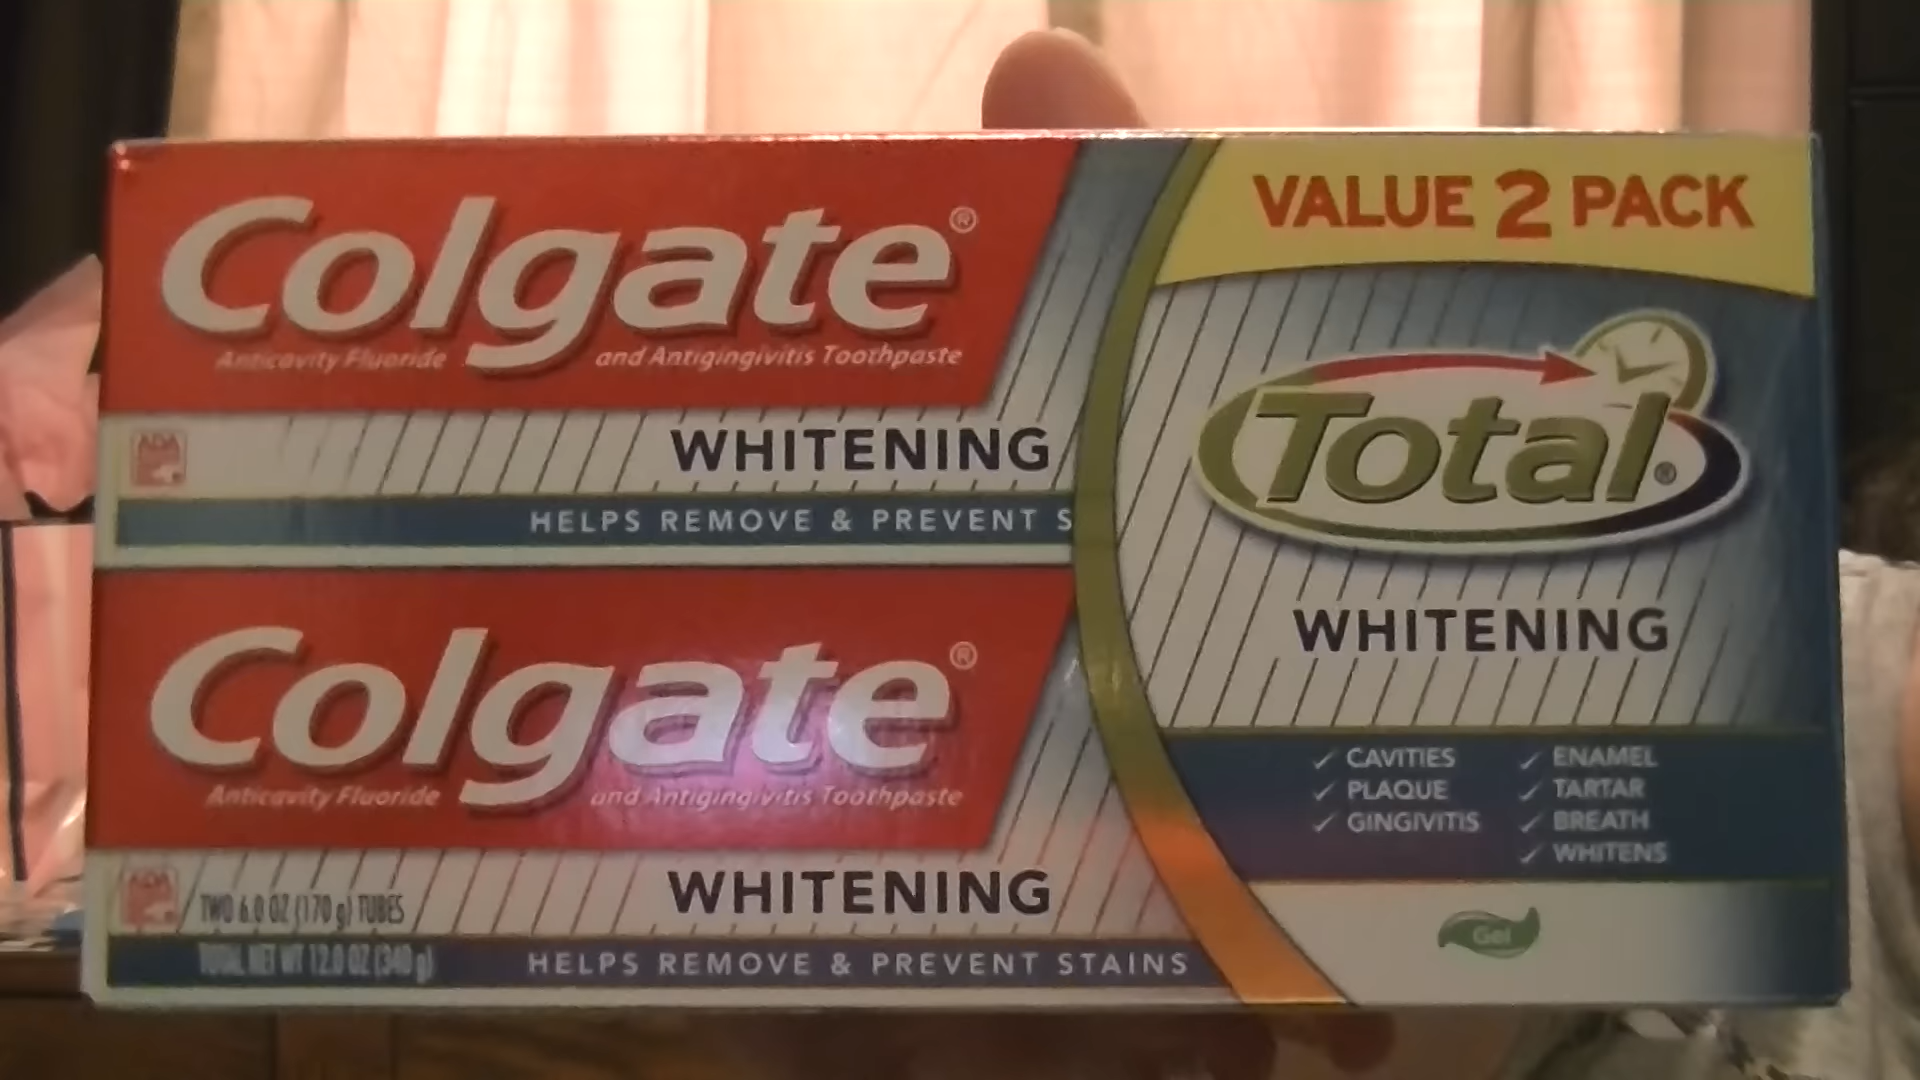 Colgate®
Anticavity Fluoride and Antigingivitis Toothpaste
ADA
WHITENING
HELPS REMOVE & PREVENT S
Colgate®
Anticavity Fluoride and Antigingivitis Toothpaste
ADA
WHITENING
TWO 6.0 OZ (170 g) TUBES
TOTAL NET WT 12.0 OZ (340 g)
HELPS REMOVE & PREVENT STAINS
VALUE 2 PACK
Total®
WHITENING
✓ CAVITIES
✓ PLAQUE
✓ GINGIVITIS
✓ ENAMEL
✓ TARTAR
✓ BREATH
✓ WHITENS
Gel